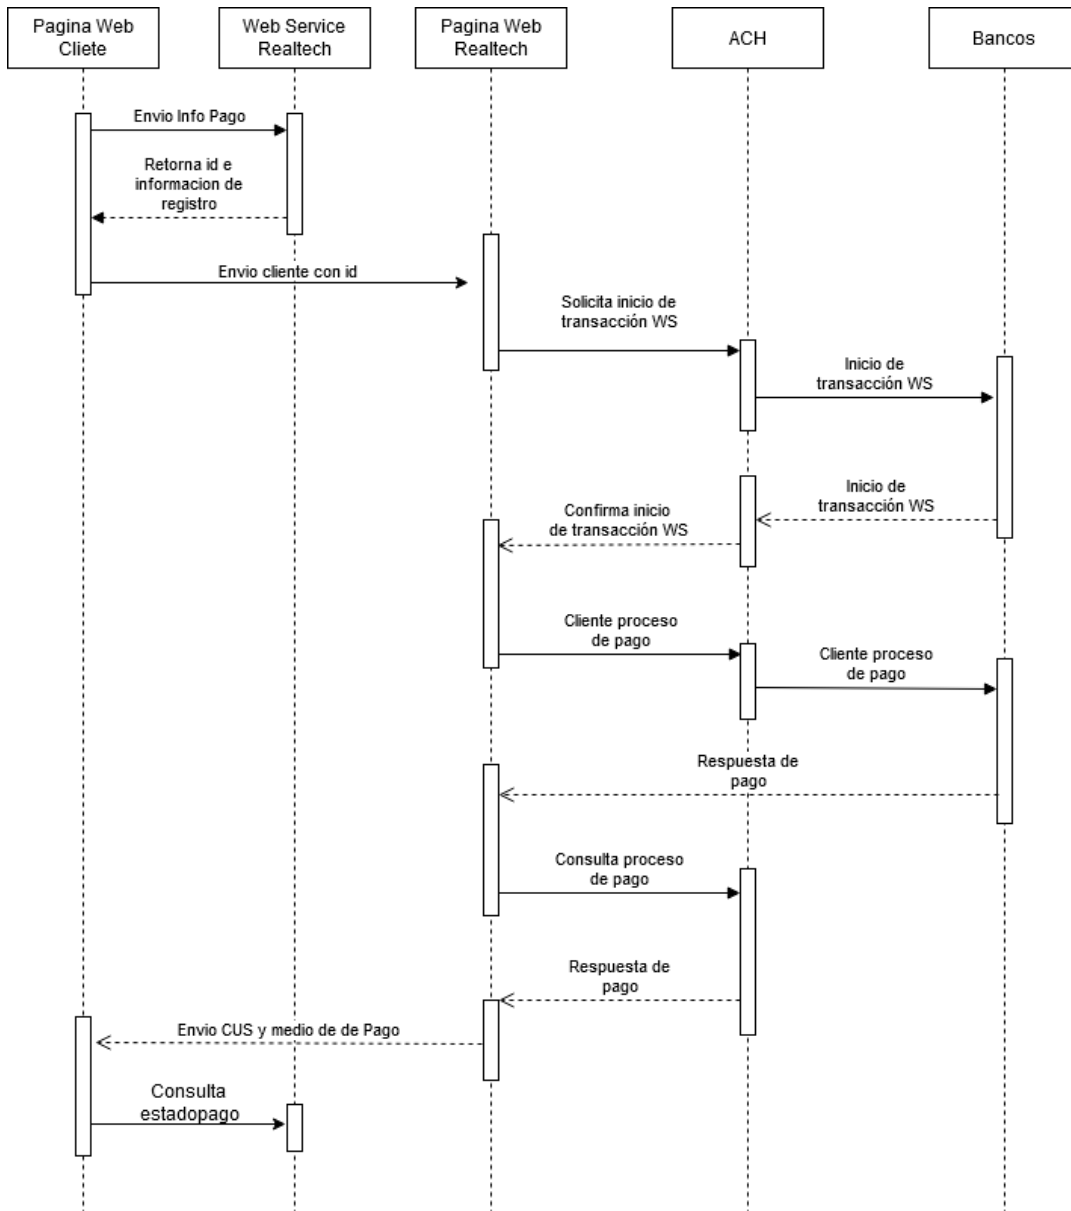 Pagina Web
Cliete
Web Service
Realtech
Pagina Web
Realtech
ACH
Bancos
Envio Info Pago
Retorna id e
informacion de
registro
Envio cliente con id
Solicita inicio de
transacción WS
Inicio de
transacción WS
Inicio de
transacción WS
Confirma inicio
de transacción WS
Cliente proceso
de pago
Cliente proceso
de pago
Respuesta de
pago
Consulta proceso
de pago
Respuesta de
pago
Envio CUS y medio de de Pago
Consulta
estadopago